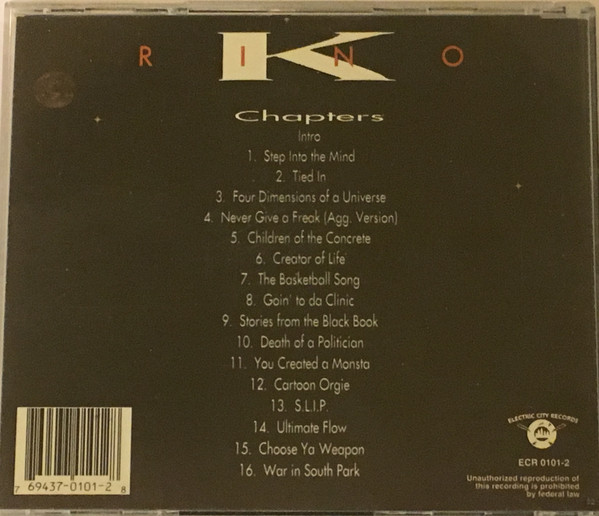 K
RINO
Chapters
Intro
1. Step Into the Mind
2. Tied In
3. Four Dimensions of a Universe
4. Never Give a Freak (Agg. Version)
5. Children of the Concrete
6. Creator of Life
7. The Basketball Song
8. Goin' to da Clinic
9. Stories from the Black Book
10. Death of a Politician
11. You Created a Monsta
12. Cartoon Orgie
13. S.L.I.P.
14. Ultimate Flow
15. Choose Ya Weapon
16. War in South Park
7 69437-0101-2 8
ELECTRIC CITY RECORDS
ECR 0101-2
Unauthorized reproduction of
this recording is prohibited
by federal law